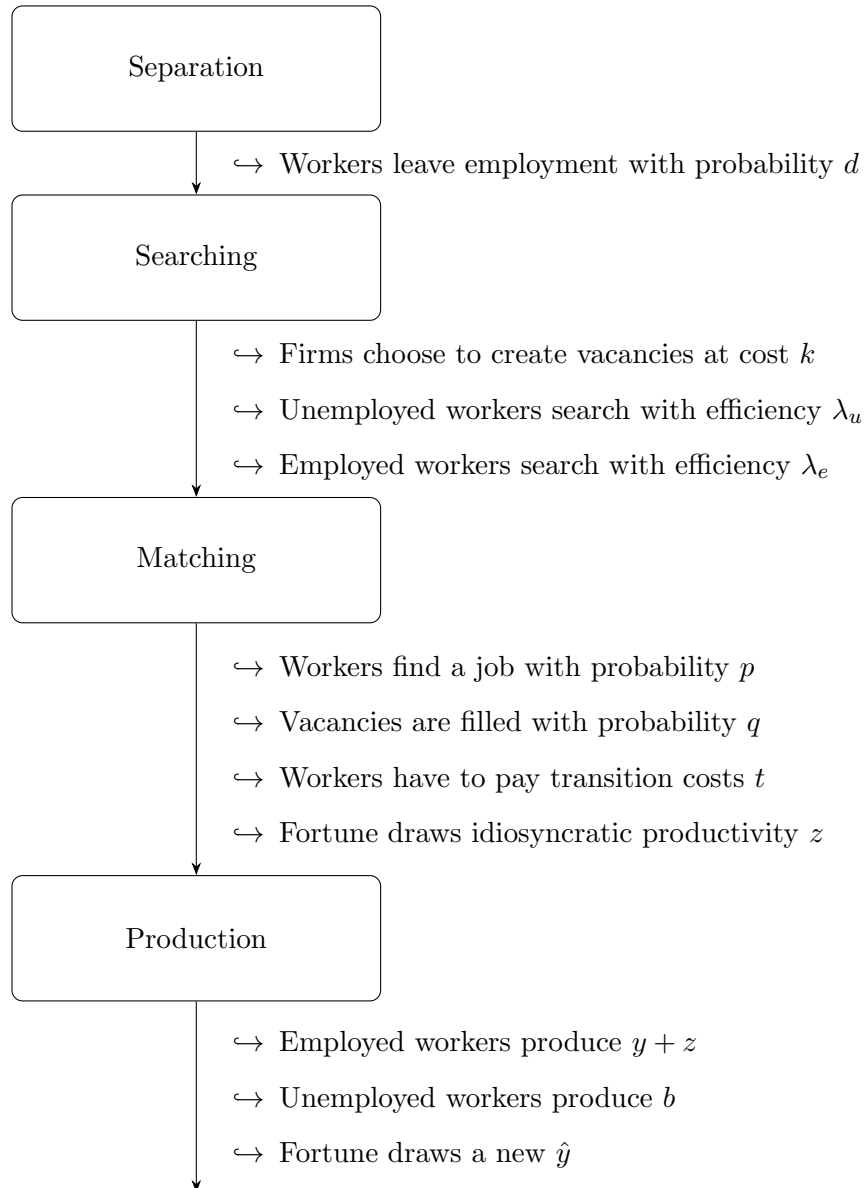 Separation
↪ Workers leave employment with probability d
Searching
↪ Firms choose to create vacancies at cost k
↪ Unemployed workers search with efficiency λ_u
↪ Employed workers search with efficiency λ_e
Matching
↪ Workers find a job with probability p
↪ Vacancies are filled with probability q
↪ Workers have to pay transition costs t
↪ Fortune draws idiosyncratic productivity z
Production
↪ Employed workers produce y + z
↪ Unemployed workers produce b
↪ Fortune draws a new ŷ